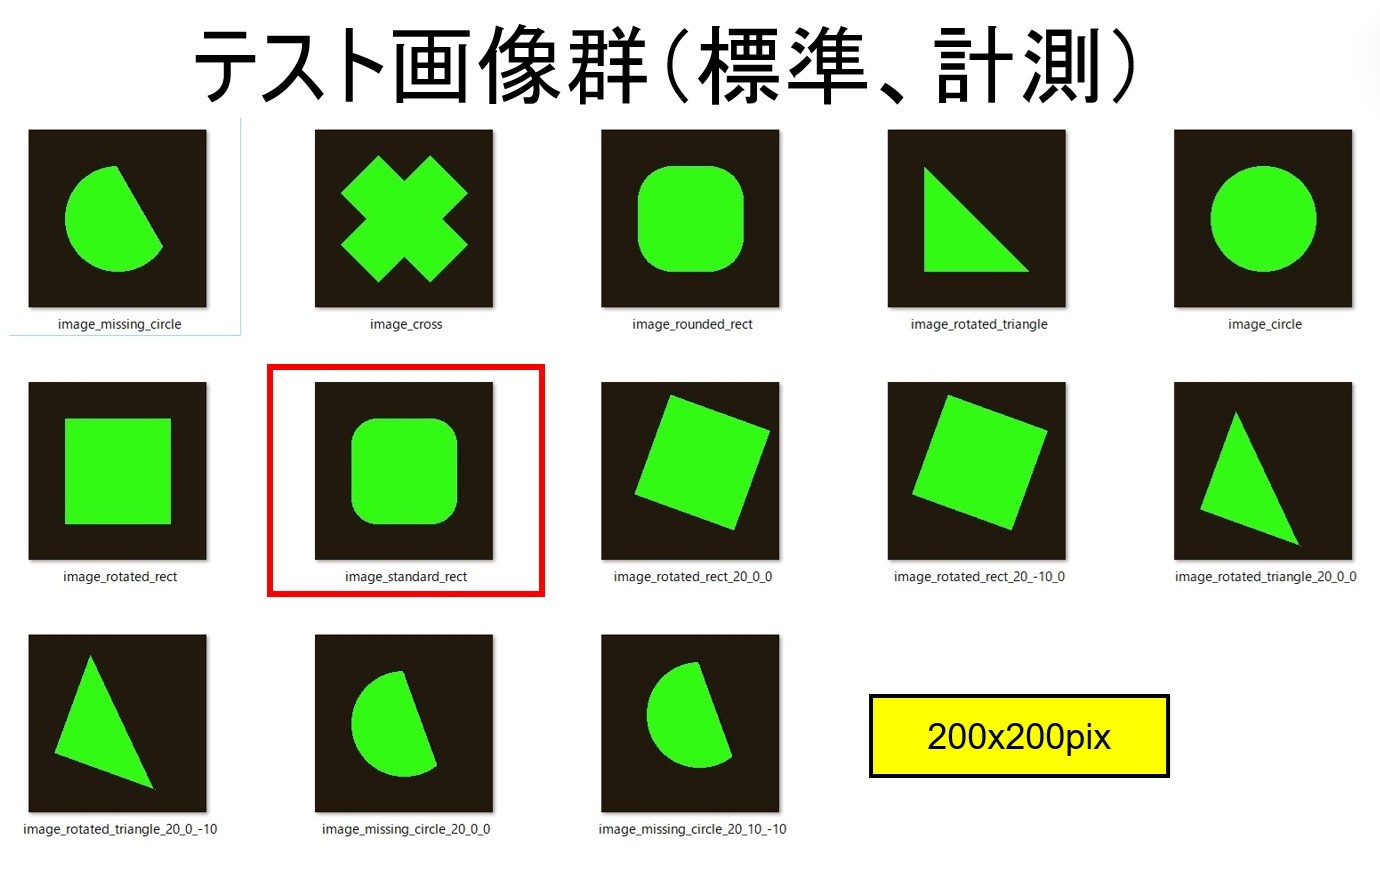 テスト画像群(標準、計測)
image_missing_circle
image_cross
image_rounded_rect
image_rotated_triangle
image_circle
image_rotated_rect
image_standard_rect
image_rotated_rect_20_0_0
image_rotated_rect_20_-10_0
image_rotated_triangle_20_0_0
image_rotated_triangle_20_0_-10
image_missing_circle_20_0_0
image_missing_circle_20_10_-10
200x200pix